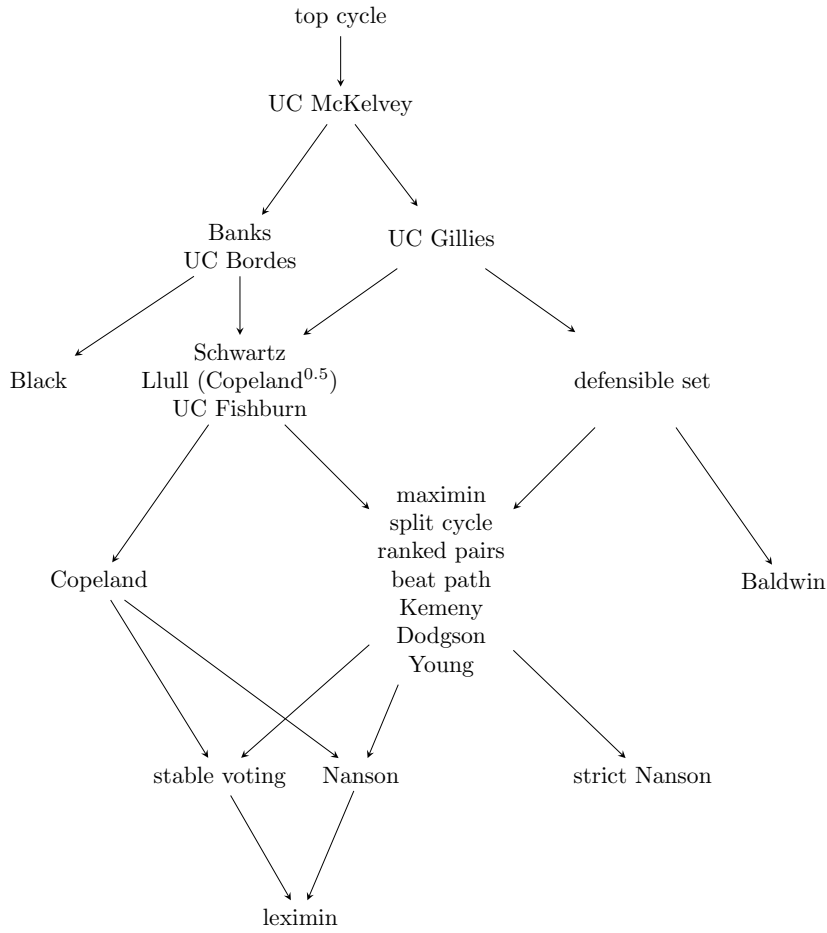 top cycle
UC McKelvey
Banks
UC Bordes
UC Gillies
Schwartz
Black
Llull (Copeland^0.5)
UC Fishburn
defensible set
maximin
split cycle
ranked pairs
beat path
Kemeny
Dodgson
Young
Copeland
Baldwin
stable voting
Nanson
strict Nanson
leximin